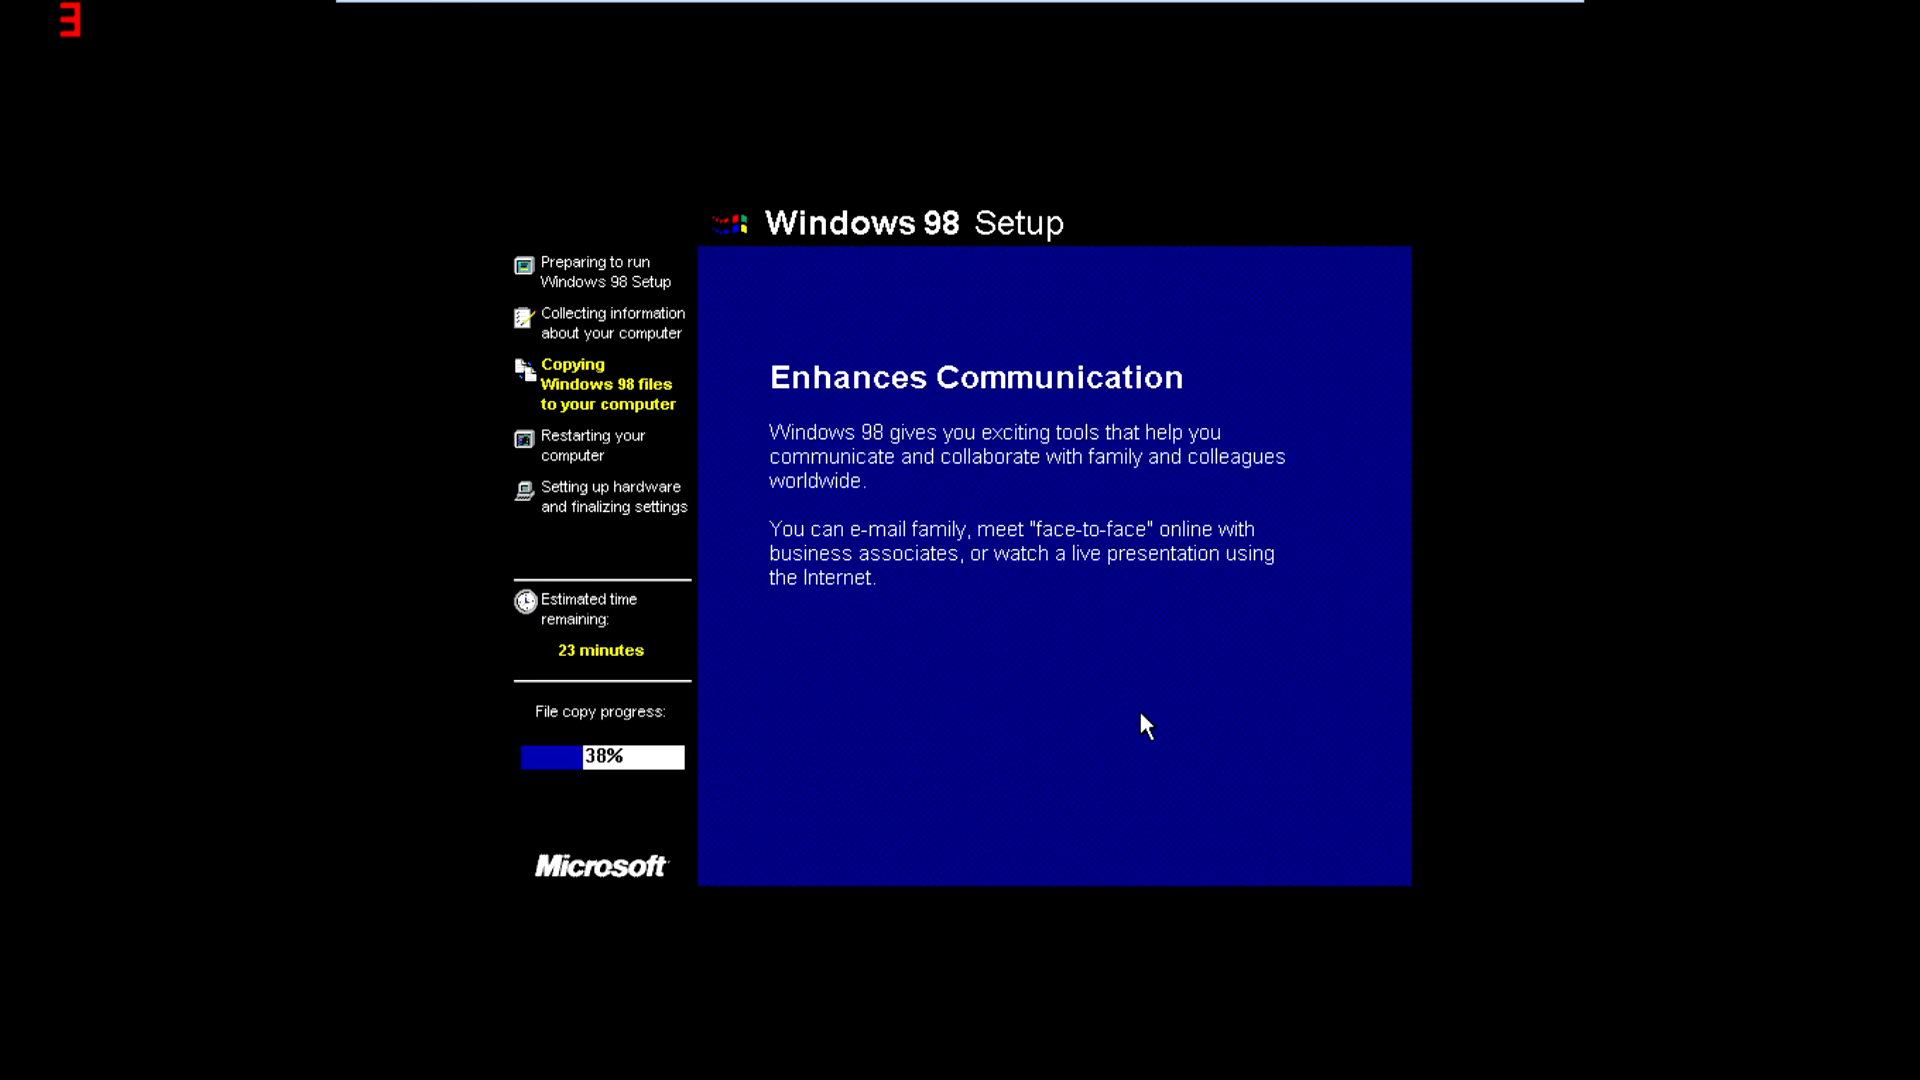 3
Windows 98 Setup
Preparing to run
Windows 98 Setup
Collecting information
about your computer
Copying
Windows 98 files
to your computer
Restarting your
computer
Setting up hardware
and finalizing settings
Estimated time
remaining:
23 minutes
File copy progress:
38%
Microsoft
Enhances Communication
Windows 98 gives you exciting tools that help you
communicate and collaborate with family and colleagues
worldwide.
You can e-mail family, meet "face-to-face" online with
business associates, or watch a live presentation using
the Internet.